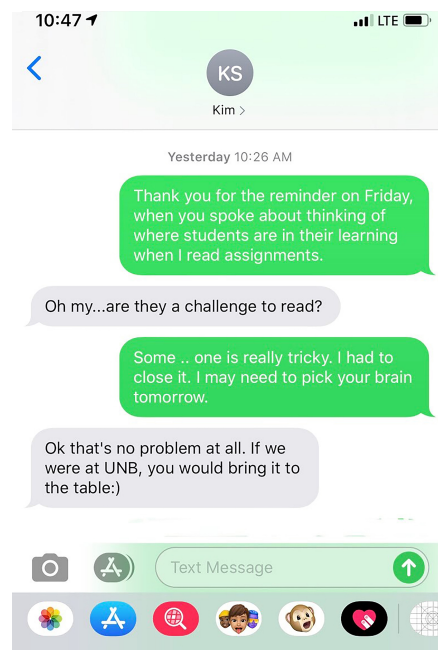 10:47
LTE
KS
Kim
Yesterday 10:26 AM
Thank you for the reminder on Friday,
when you spoke about thinking of
where students are in their learning
when I read assignments.
Oh my...are they a challenge to read?
Some .. one is really tricky. I had to
close it. I may need to pick your brain
tomorrow.
Ok that's no problem at all. If we
were at UNB, you would bring it to
the table:)
Text Message